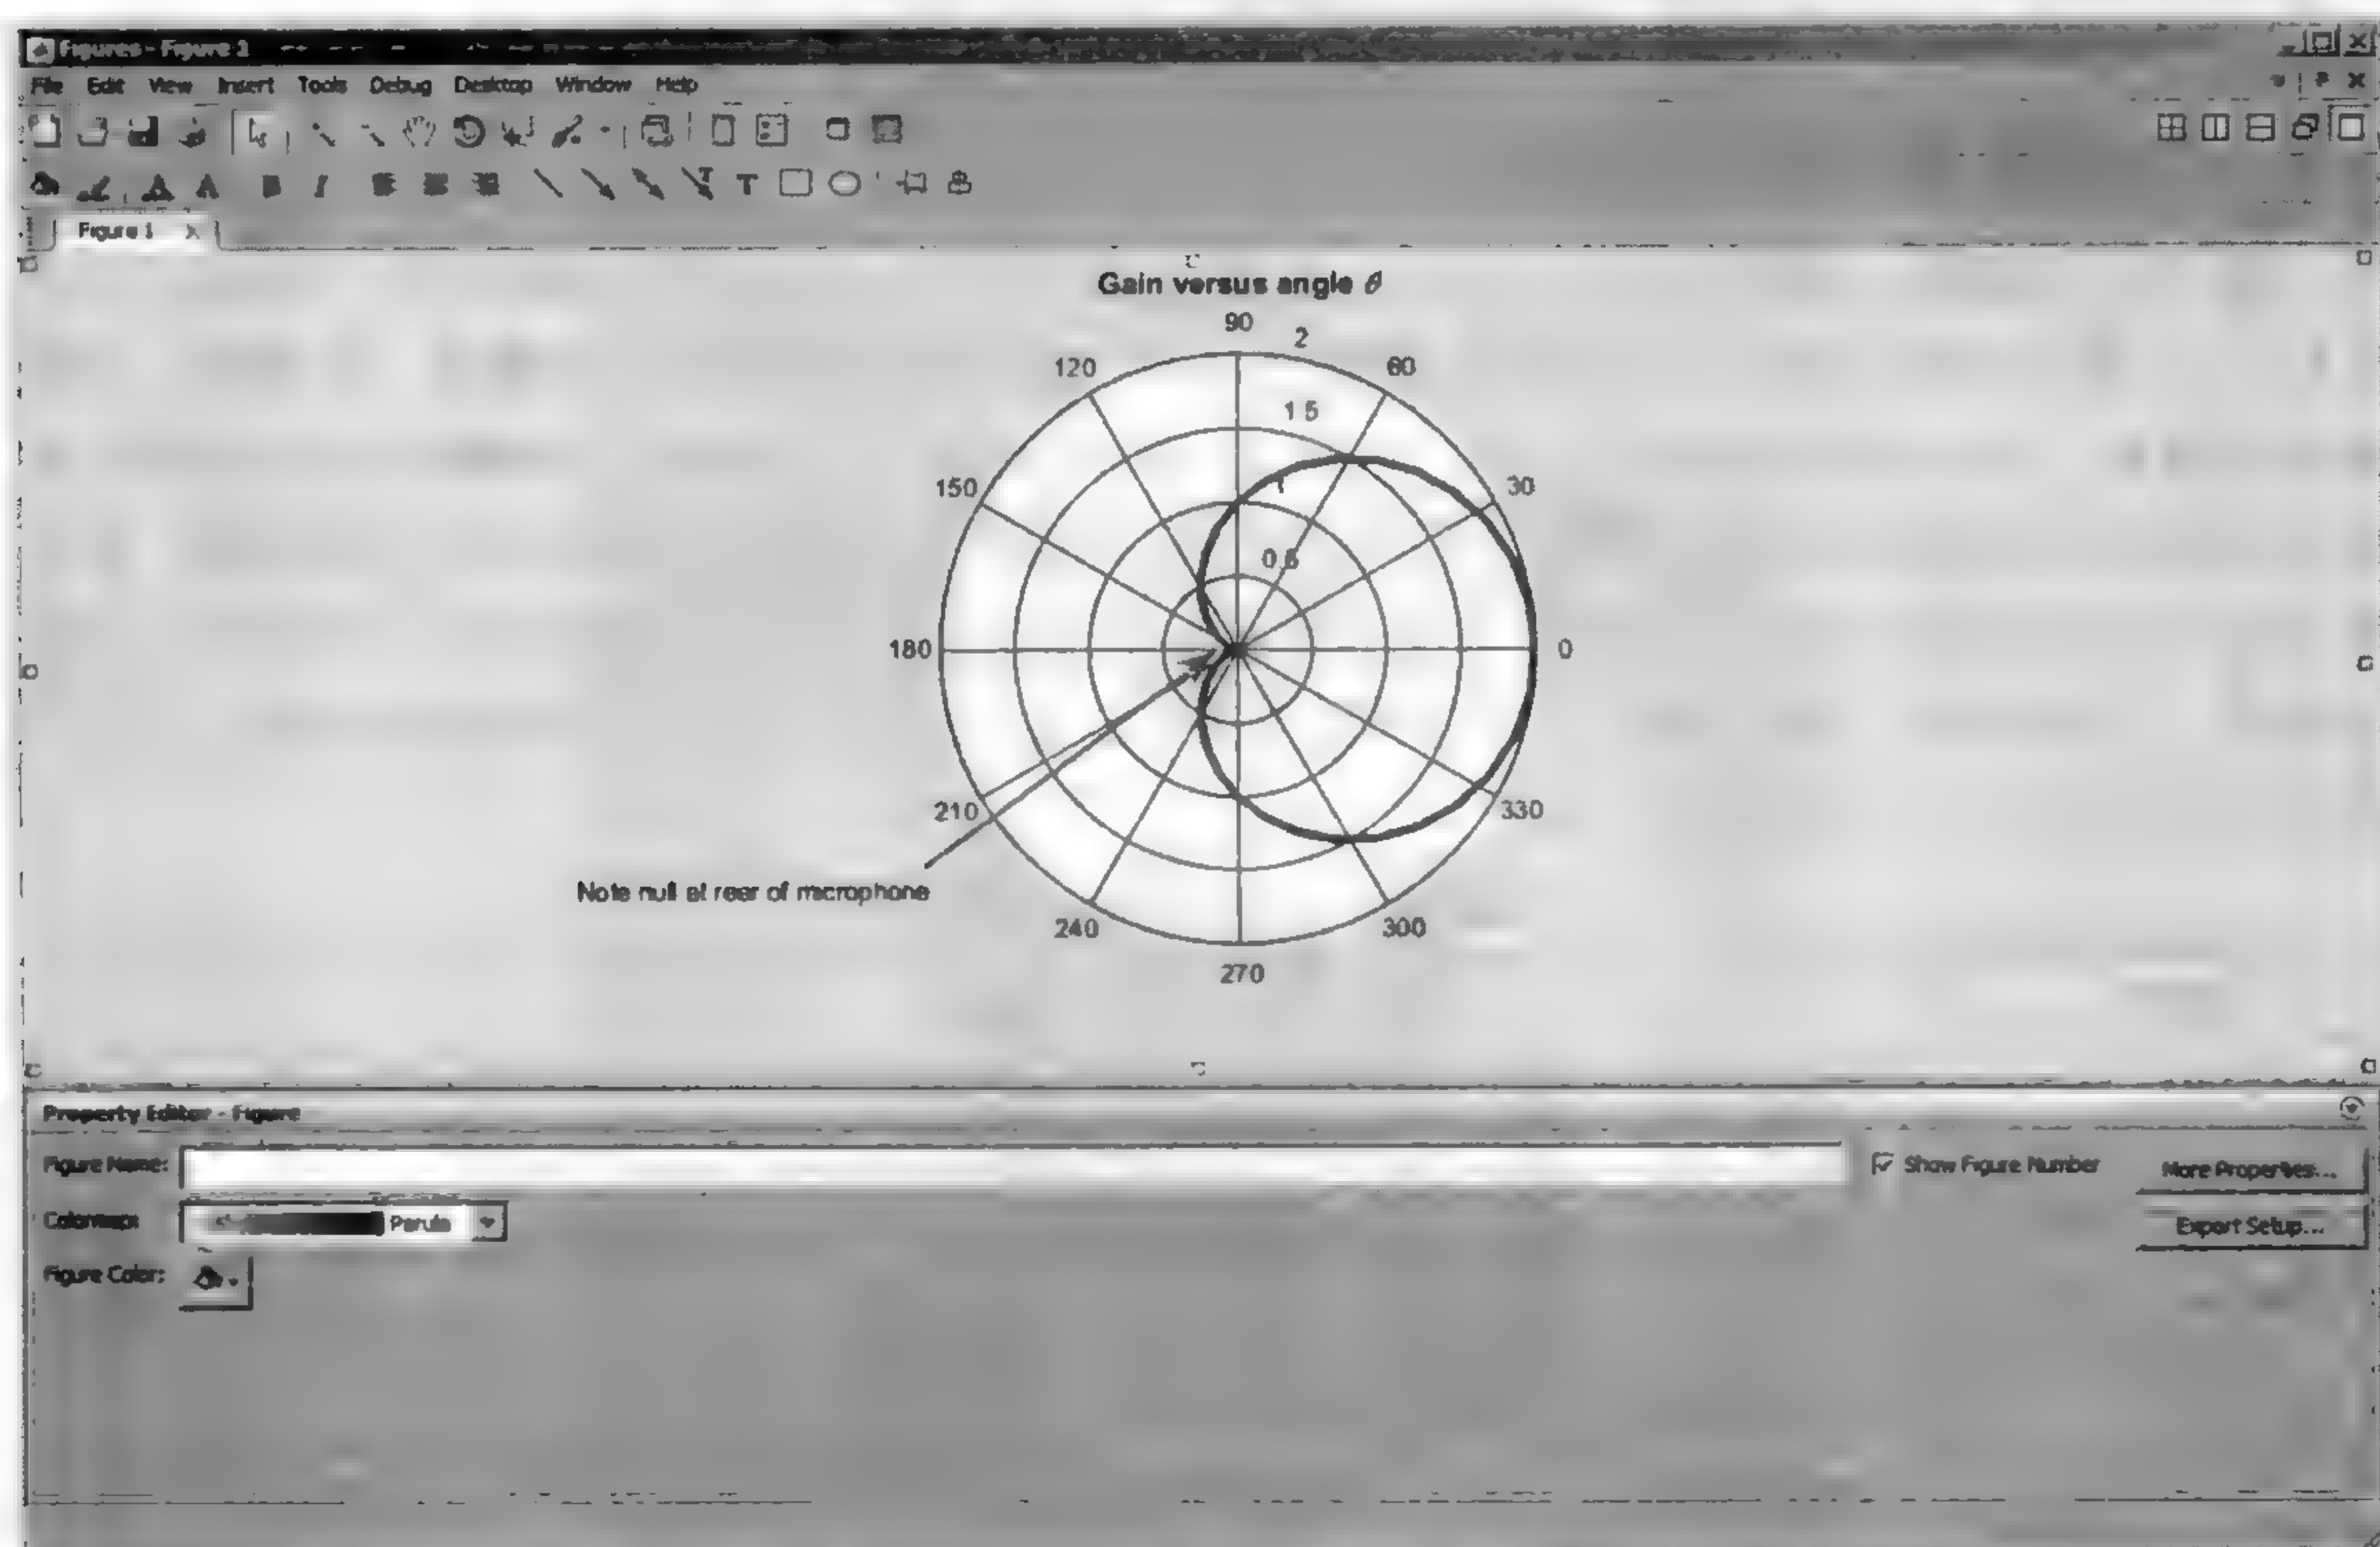 Figures - Figure 1
File Edit View Insert Tools Debug Desktop Window Help
B I T
Figure 1 X
Gain versus angle θ
90
2
120
60
1.5
150
30
1
0.5
180
0
210
330
Note null at rear of microphone
240
300
270
Property Editor - Figure
Figure Name:
Show Figure Number
More Properties...
Colormap:
Parula
Export Setup...
Figure Color: